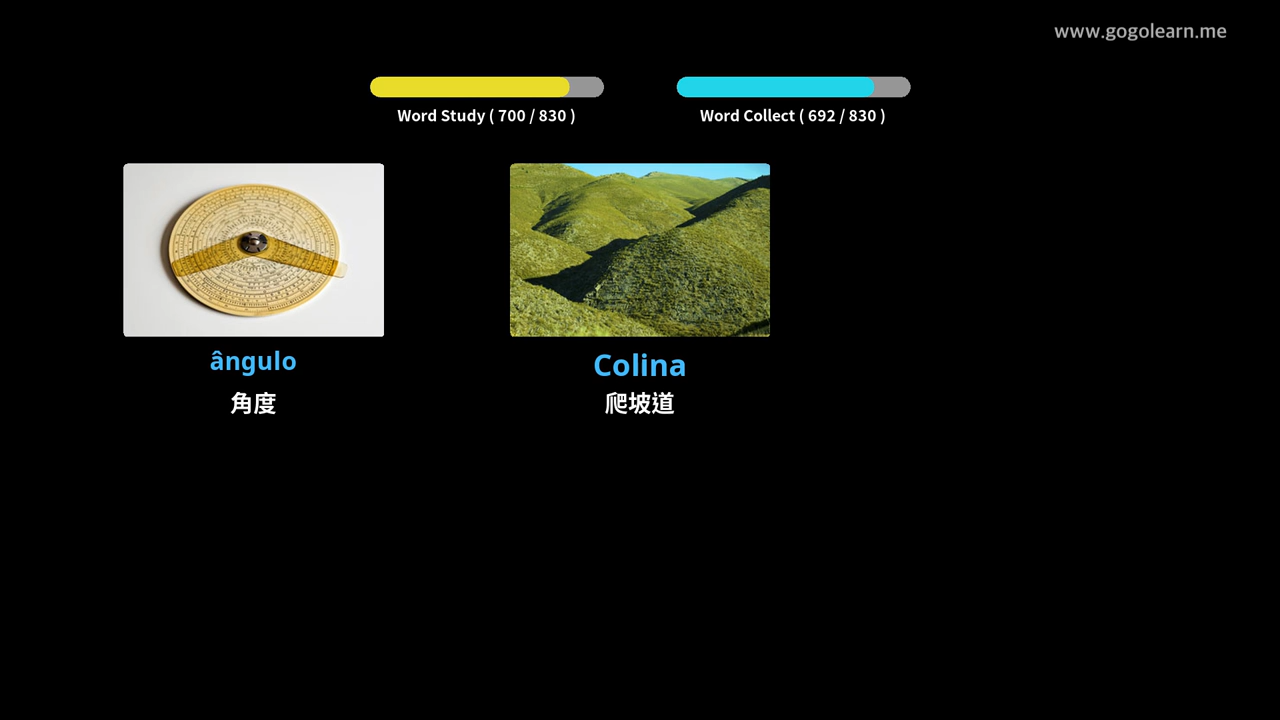 www.gogolearn.me
Word Study ( 700 / 830 )
Word Collect ( 692 / 830 )
ângulo
角度
Colina
爬坡道